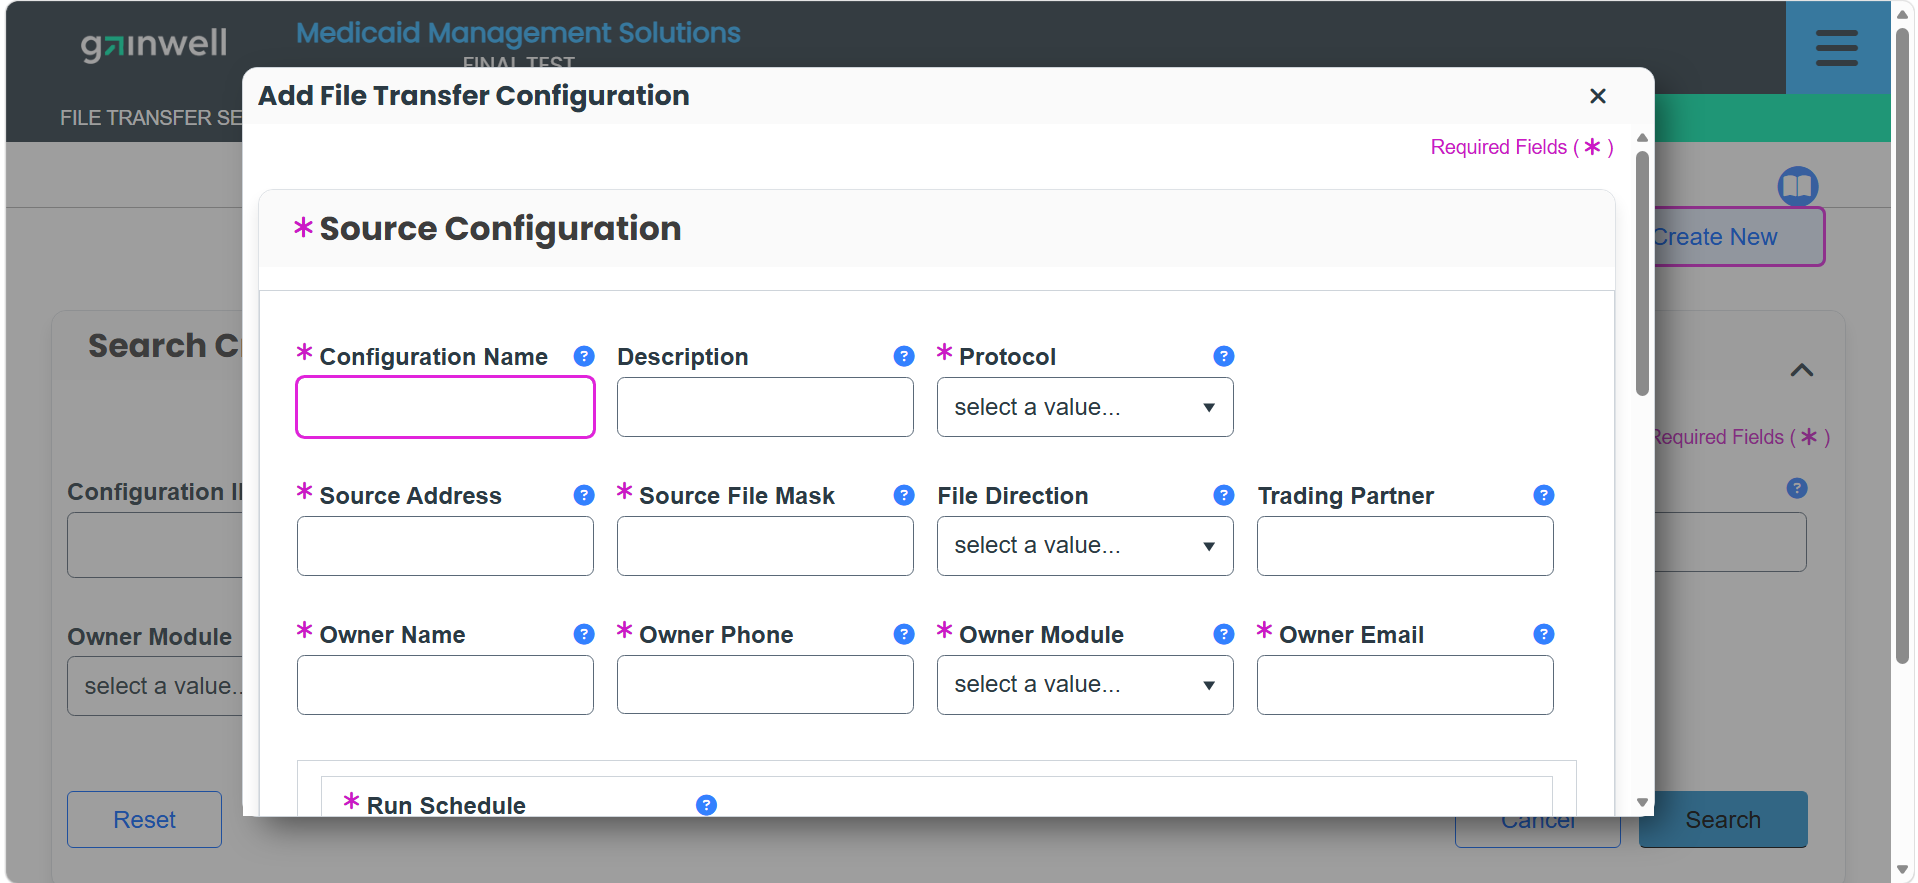 gainwell
Medicaid Management Solutions
FINAL TEST
FILE TRANSFER SE
Add File Transfer Configuration
Required Fields ( * )
* Source Configuration
Create New
Search C
* Configuration Name ? Description ? * Protocol ?
select a value...
Required Fields ( * )
Configuration I
* Source Address ? * Source File Mask ? File Direction ? Trading Partner ?
?
select a value...
Owner Module
* Owner Name ? * Owner Phone ? * Owner Module ? * Owner Email ?
select a value..
select a value...
* Run Schedule ?
Reset
Cancel
Search